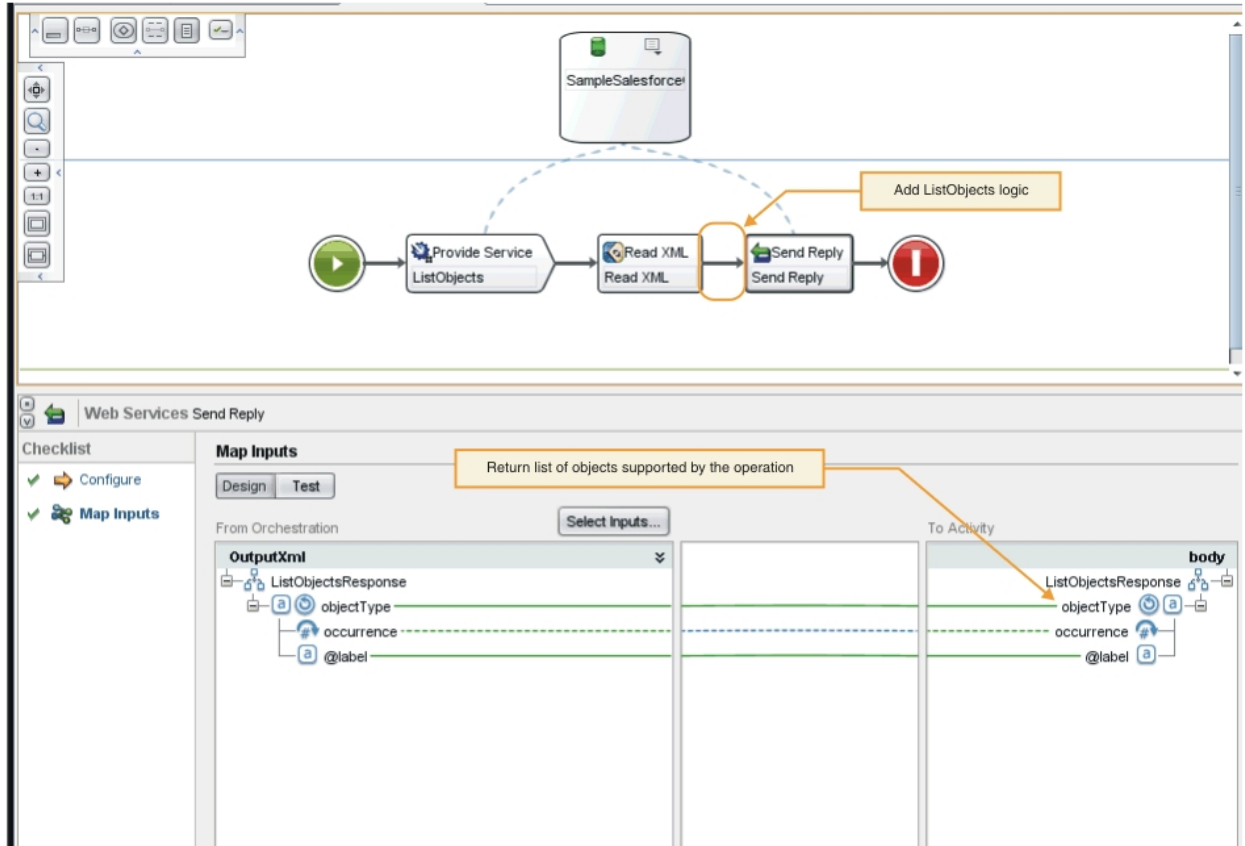 SampleSalesforce
Add ListObjects logic
Provide Service
ListObjects
Read XML
Read XML
Send Reply
Send Reply
1:1
Web Services Send Reply
Checklist
Configure
Map Inputs
Map Inputs
Return list of objects supported by the operation
Design Test
From Orchestration
Select Inputs...
To Activity
OutputXml
body
ListObjectsResponse
ListObjectsResponse
a objectType
objectType a
# occurrence
occurrence #
a @label
@label a